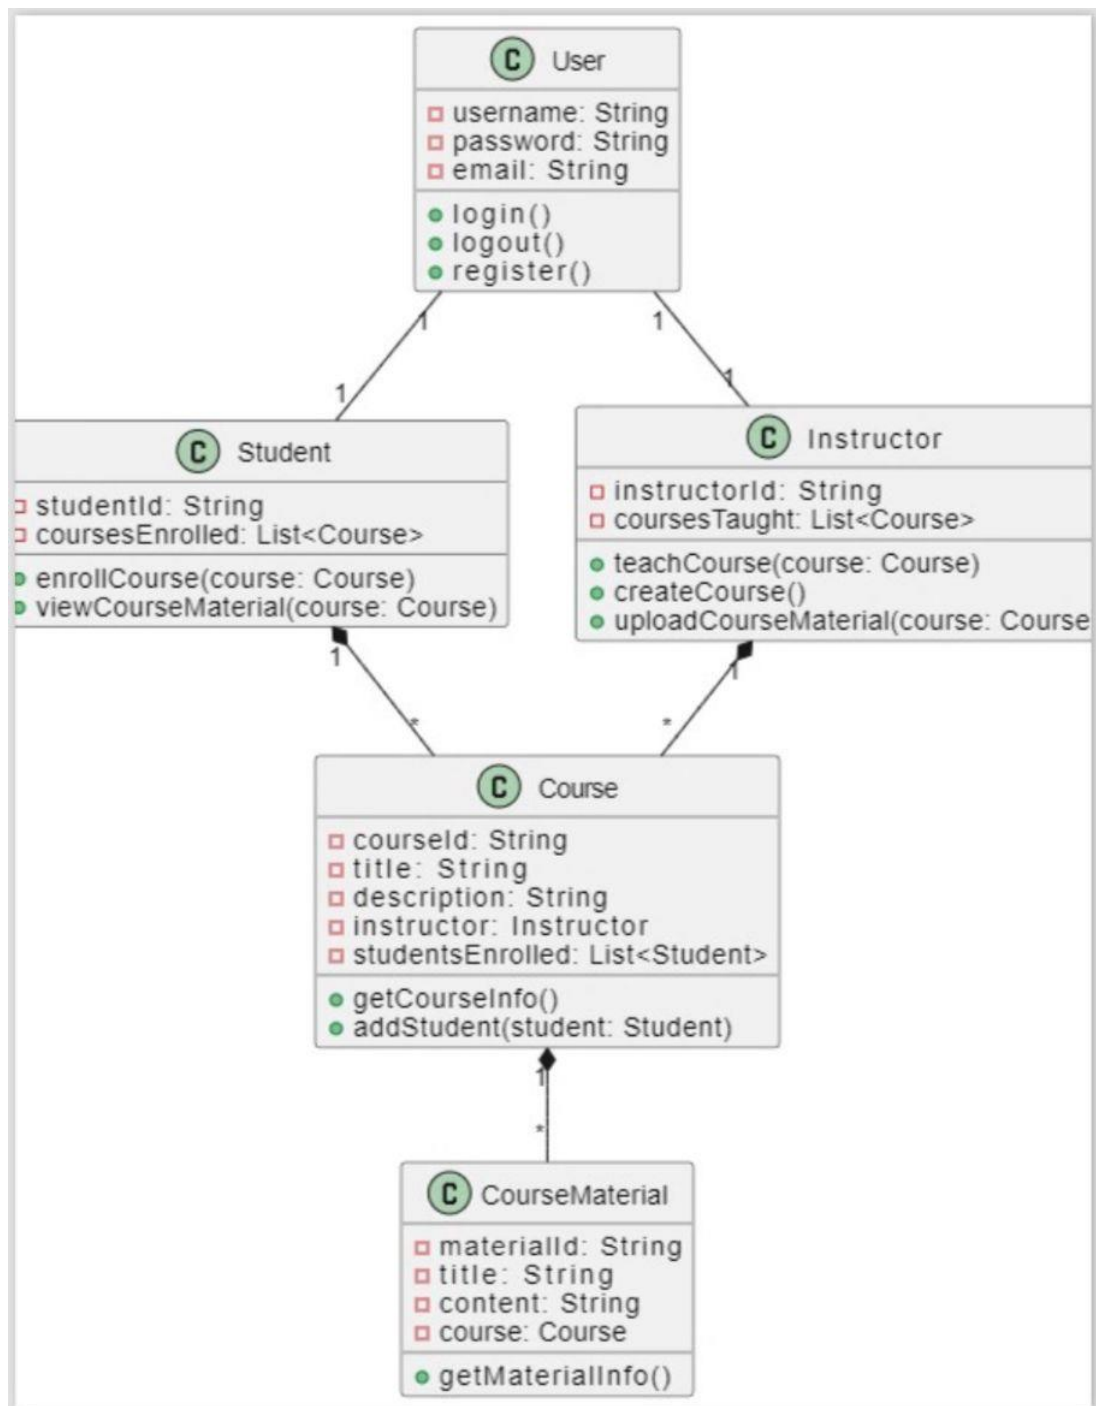 C User
username: String
password: String
email: String
login()
logout()
register()
1
1
1
1
C Student
studentId: String
coursesEnrolled: List<Course>
enrollCourse(course: Course)
viewCourseMaterial(course: Course)
C Instructor
instructorId: String
coursesTaught: List<Course>
teachCourse(course: Course)
createCourse()
uploadCourseMaterial(course: Course
1
1
*
*
C Course
courseId: String
title: String
description: String
instructor: Instructor
studentsEnrolled: List<Student>
getCourseInfo()
addStudent(student: Student)
1
*
C CourseMaterial
materialId: String
title: String
content: String
course: Course
getMaterialInfo()